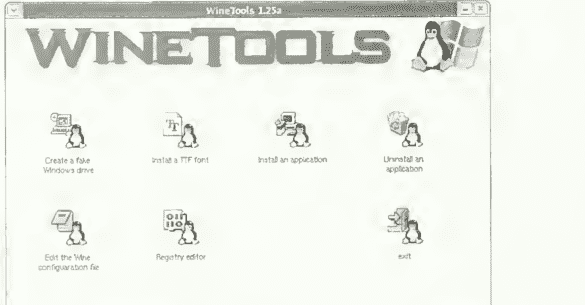 WineTools 1.25a
WINETOOLS
Create a fake
Windows drive
Install a TTF font
Install an application
Uninstall an
application
Edit the Wine
configuration file
Registry editor
exit